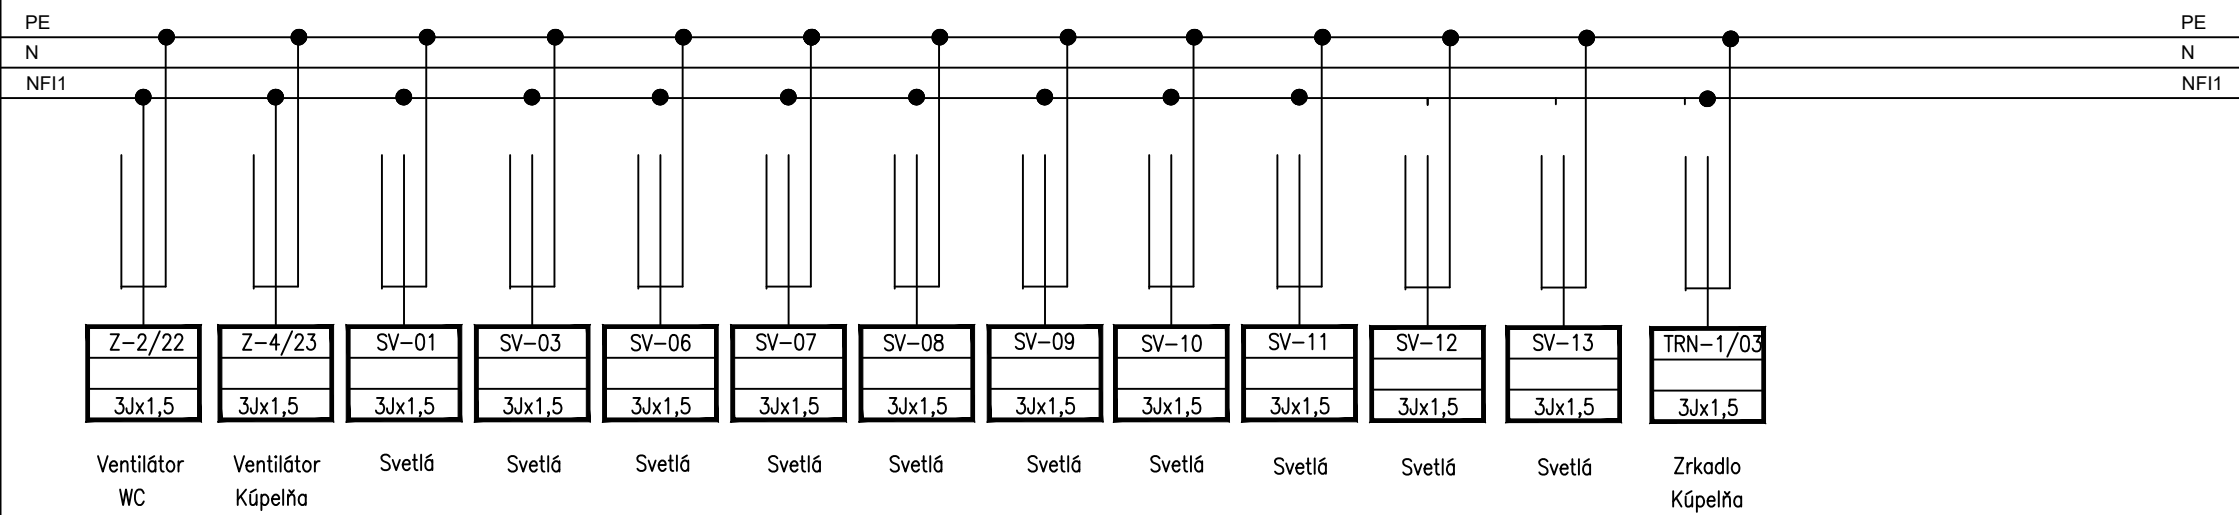 PE PE
N N
NFI1 NFI1
Z-2/22 Z-4/23 SV-01 SV-03 SV-06 SV-07 SV-08 SV-09 SV-10 SV-11 SV-12 SV-13 TRN-1/03
3Jx1,5 3Jx1,5 3Jx1,5 3Jx1,5 3Jx1,5 3Jx1,5 3Jx1,5 3Jx1,5 3Jx1,5 3Jx1,5 3Jx1,5 3Jx1,5 3Jx1,5
Ventilátor Ventilátor Svetlá Svetlá Svetlá Svetlá Svetlá Svetlá Svetlá Svetlá Svetlá Svetlá Zrkadlo
WC Kúpelňa Kúpelňa